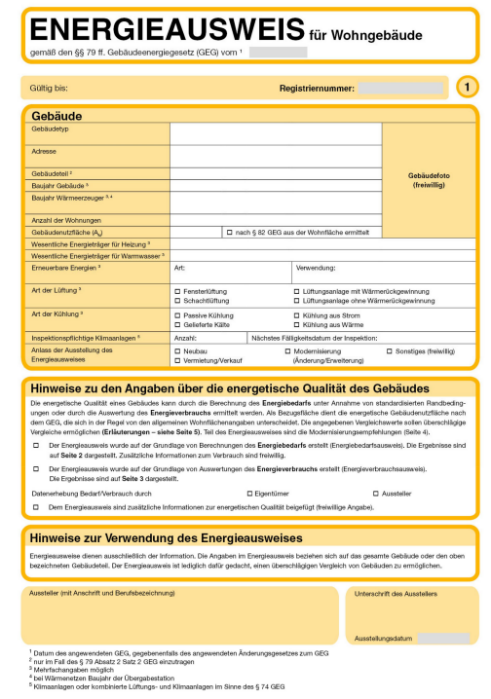 ENERGIEAUSWEIS für Wohngebäude
gemäß den §§ 79 ff. Gebäudeenergiegesetz (GEG) vom ¹
Gültig bis:
Registriernummer:
1
Gebäude
Gebäudetyp
Adresse
Gebäudeteil ²
Baujahr Gebäude ³
Baujahr Wärmeerzeuger ³, ⁴
Anzahl der Wohnungen
Gebäudefoto
(freiwillig)
Gebäudenutzfläche (Aₙ)
☐ nach § 82 GEG aus der Wohnfläche ermittelt
Wesentliche Energieträger für Heizung ³
Wesentliche Energieträger für Warmwasser ³
Erneuerbare Energien ³
Art:
Verwendung:
Art der Lüftung ³
☐ Fensterlüftung
☐ Schachtlüftung
☐ Lüftungsanlage mit Wärmerückgewinnung
☐ Lüftungsanlage ohne Wärmerückgewinnung
Art der Kühlung ³
☐ Passive Kühlung
☐ Gelieferte Kälte
☐ Kühlung aus Strom
☐ Kühlung aus Wärme
Inspektionspflichtige Klimaanlagen ⁵
Anzahl:
Nächstes Fälligkeitsdatum der Inspektion:
Anlass der Ausstellung des
Energieausweises
☐ Neubau
☐ Vermietung/Verkauf
☐ Modernisierung
(Änderung/Erweiterung)
☐ Sonstiges (freiwillig)
Hinweise zu den Angaben über die energetische Qualität des Gebäudes
Die energetische Qualität eines Gebäudes kann durch die Berechnung des Energiebedarfs unter Annahme von standardisierten Randbeding-
ungen oder durch die Auswertung des Energieverbrauchs ermittelt werden. Als Bezugsfläche dient die energetische Gebäudenutzfläche nach
dem GEG, die sich in der Regel von den allgemeinen Wohnflächenangaben unterscheidet. Die angegebenen Vergleichswerte sollen überschlägige
Vergleiche ermöglichen (Erläuterungen – siehe Seite 5). Teil des Energieausweises sind die Modernisierungsempfehlungen (Seite 4).
☐ Der Energieausweis wurde auf der Grundlage von Berechnungen des Energiebedarfs erstellt (Energiebedarfsausweis). Die Ergebnisse sind
auf Seite 2 dargestellt. Zusätzliche Informationen zum Verbrauch sind freiwillig.
☐ Der Energieausweis wurde auf der Grundlage von Auswertungen des Energieverbrauchs erstellt (Energieverbrauchsausweis).
Die Ergebnisse sind auf Seite 3 dargestellt.
Datenerhebung Bedarf/Verbrauch durch ☐ Eigentümer ☐ Aussteller
☐ Dem Energieausweis sind zusätzliche Informationen zur energetischen Qualität beigefügt (freiwillige Angabe).
Hinweise zur Verwendung des Energieausweises
Energieausweise dienen ausschließlich der Information. Die Angaben im Energieausweis beziehen sich auf das gesamte Gebäude oder den oben
bezeichneten Gebäudeteil. Der Energieausweis ist lediglich dafür gedacht, einen überschlägigen Vergleich von Gebäuden zu ermöglichen.
Aussteller (mit Anschrift und Berufsbezeichnung)
Unterschrift des Ausstellers
Ausstellungsdatum
¹ Datum des angewendeten GEG, gegebenenfalls des angewendeten Änderungsgesetzes zum GEG
² nur im Fall des § 79 Absatz 2 Satz 2 GEG einzutragen
³ Mehrfachangaben möglich
⁴ bei Wärmenetzen Baujahr der Übergabestation
⁵ Klimaanlagen oder kombinierte Lüftungs- und Klimaanlagen im Sinne des § 74 GEG